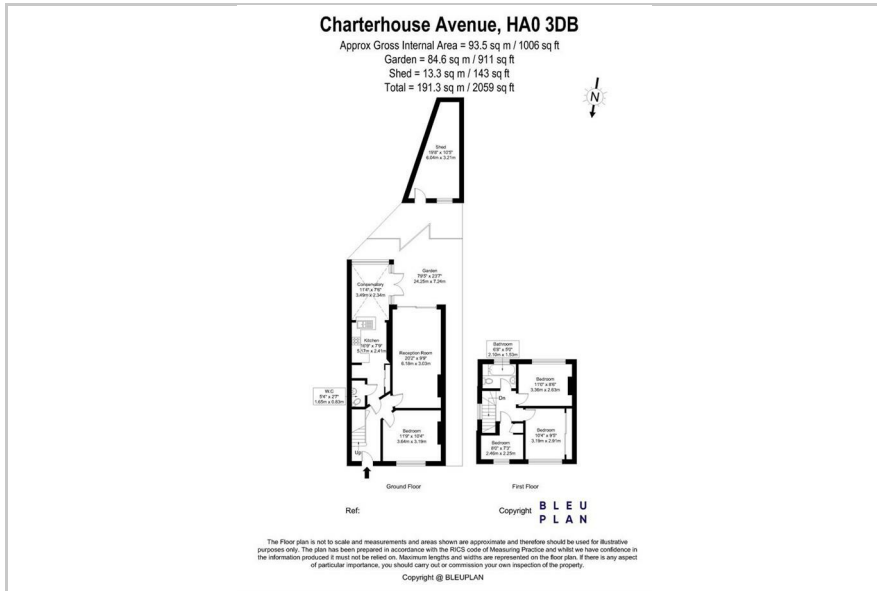 Charterhouse Avenue, HA0 3DB
Approx Gross Internal Area = 93.5 sq m / 1006 sq ft
Garden = 84.6 sq m / 911 sq ft
Shed = 13.3 sq m / 143 sq ft
Total = 191.3 sq m / 2059 sq ft
N
Shed
19'9" x 10'5"
6.04m x 3.21m
Garden
79'5" x 23'7"
24.25m x 7.24m
Consevatory
11'4" x 7'6"
3.48m x 2.34m
Kitchen
16'9" x 7'9"
5.17m x 2.41m
Reception Room
20'2" x 9'9"
6.18m x 3.03m
W.C
5'4" x 2'7"
1.65m x 0.83m
Bedroom
11'9" x 10'4"
3.64m x 3.19m
Up
Ground Floor
Bathroom
6'9" x 5'0"
2.10m x 1.53m
Bedroom
11'0" x 8'6"
3.36m x 2.63m
Dn
Bedroom
10'4" x 9'5"
3.19m x 2.91m
Bedroom
8'0" x 7'3"
2.46m x 2.25m
First Floor
Ref:
Copyright
BLEU
PLAN
The Floor plan is not to scale and measurements and areas shown are approximate and therefore should be used for illustrative
purposes only. The plan has been prepared in accordance with the RICS code of Measuring Practice and whilst we have confidence in
the information produced it must not be relied on. Maximum lengths and widths are represented on the floor plan. If there is any aspect
of particular importance, you should carry out or commission your own inspection of the property.
Copyright @ BLEUPLAN